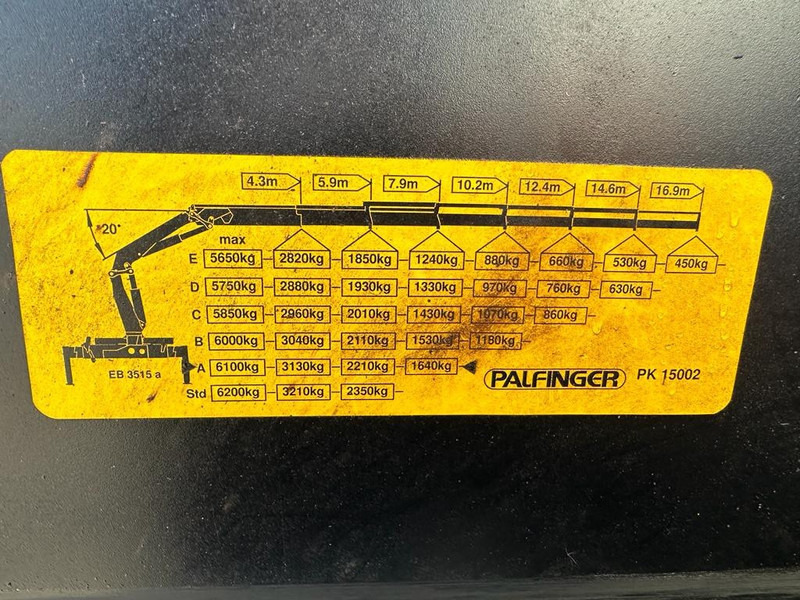 4.3m 5.9m 7.9m 10.2m 12.4m 14.6m 16.9m
20°
max
E 5650kg 2820kg 1850kg 1240kg 880kg 660kg 530kg 450kg
D 5750kg 2880kg 1930kg 1330kg 970kg 760kg 630kg
C 5850kg 2960kg 2010kg 1430kg 1070kg 860kg
B 6000kg 3040kg 2110kg 1530kg 1180kg
A 6100kg 3130kg 2210kg 1640kg
EB 3515 a
PALFINGER PK 15002
Std 6200kg 3210kg 2350kg